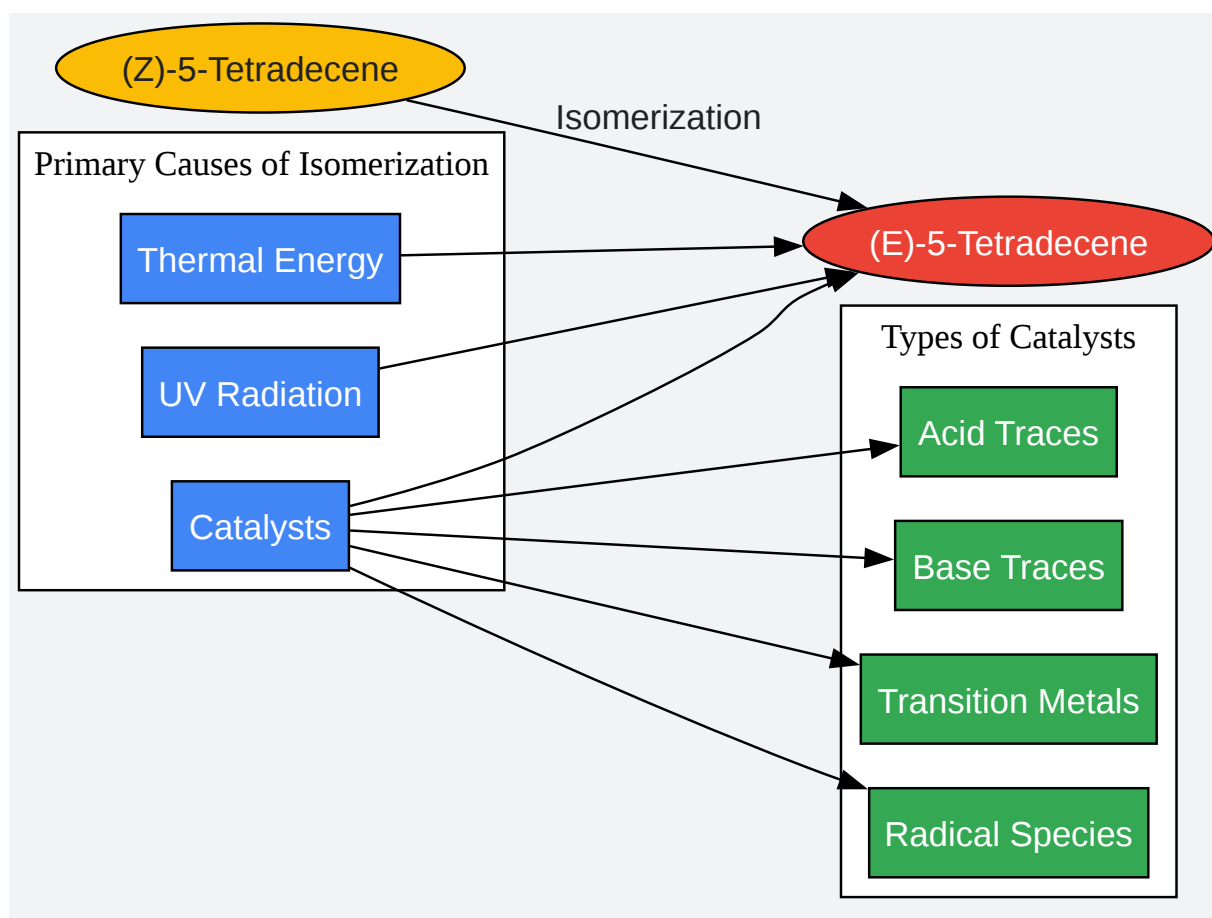 (Z)-5-Tetradecene
Isomerization
Primary Causes of Isomerization
Thermal Energy
UV Radiation
Catalysts
(E)-5-Tetradecene
Types of Catalysts
Acid Traces
Base Traces
Transition Metals
Radical Species